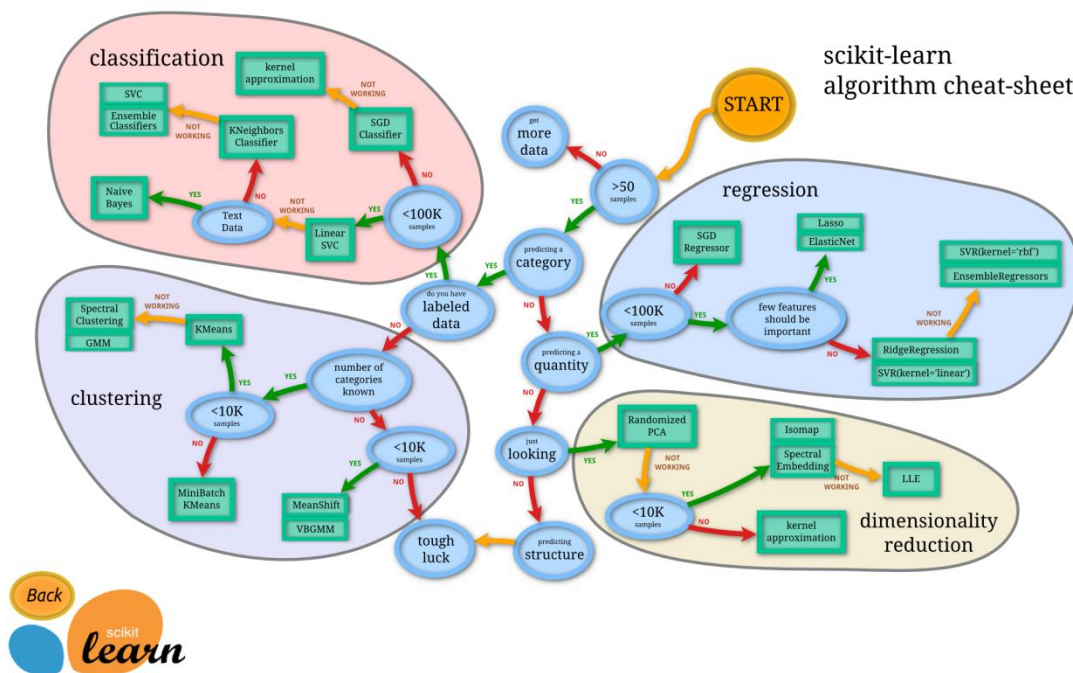 scikit-learn
algorithm cheat-sheet
START
get
more
data
NO
>50
samples
YES
predicting a
category
YES
NO
do you have
labeled
data
YES
NO
predicting a
quantity
YES
NO
just
looking
YES
NO
predicting
structure
tough
luck
classification
kernel
approximation
NOT
WORKING
SGD
Classifier
NO
<100K
samples
YES
Linear
SVC
NOT
WORKING
Text
Data
YES
Naive
Bayes
NO
KNeighbors
Classifier
NOT
WORKING
SVC
Ensemble
Classifiers
regression
SGD
Regressor
NO
<100K
samples
YES
few features
should be
important
YES
Lasso
ElasticNet
NO
RidgeRegression
SVR(kernel='linear')
NOT
WORKING
SVR(kernel='rbf')
EnsembleRegressors
clustering
number of
categories
known
YES
NO
<10K
samples
YES
KMeans
NOT
WORKING
Spectral
Clustering
GMM
NO
MiniBatch
KMeans
<10K
samples
YES
MeanShift
VBGMM
NO
dimensionality
reduction
Randomized
PCA
NOT
WORKING
<10K
samples
YES
Isomap
Spectral
Embedding
NOT
WORKING
LLE
NO
kernel
approximation
Back
scikit
learn